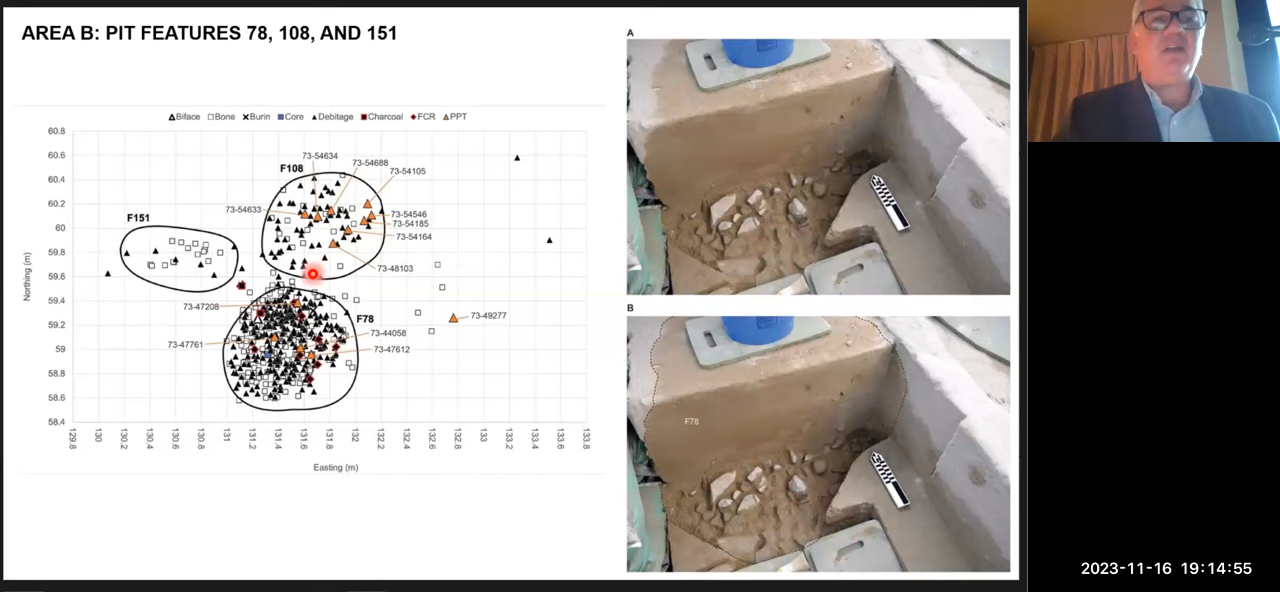 AREA B: PIT FEATURES 78, 108, AND 151
Biface Bone Burin Core Debitage Charcoal FCR PPT
60.8
60.6
60.4
60.2
60
59.8
59.6
59.4
59.2
59
58.8
58.6
58.4
Northing (m)
73-54634
73-54688
F108
73-54105
73-54633
73-54546
73-54185
F151
73-54164
73-48103
73-47208
F78
73-49277
73-44058
73-47761
73-47612
129.8 130 130.2 130.4 130.6 130.8 131 131.2 131.4 131.6 131.8 132 132.2 132.4 132.6 132.8 133 133.2 133.4 133.6 133.8
Easting (m)
A
B
F78
2023-11-16 19:14:55